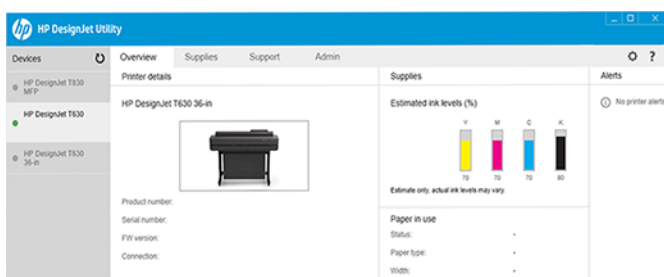 hp HP DesignJet Utility
Devices
Overview Supplies Support Admin
?
HP DesignJet T830
MFP
HP DesignJet T630
HP DesignJet T830
36-in
Printer details
HP DesignJet T630 36-in
Product number:
Serial number:
FW version:
Connection:
Supplies
Estimated ink levels (%)
Y M C K
70 70 70 80
Estimate only, actual ink levels may vary.
Paper in use
Status: -
Paper type: -
Width: -
Alerts
No printer alerts